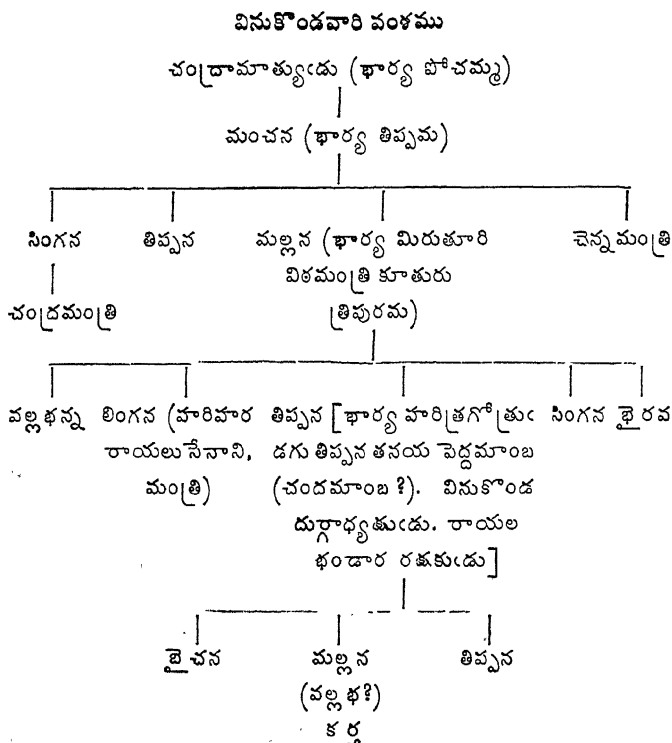 వినుకొండవారి వంశము
చంద్రామాత్యుఁడు (భార్య పోచమ్మ)
మంచన (భార్య తిప్పమ)
సింగన తిప్పన మల్లన (భార్య మిరుతూరి చెన్నమంత్రి
విఠమంత్రి కూతురు
చంద్రమంత్రి త్రిపురమ)
వల్లభన్న లింగన (హరిహర తిప్పన [భార్య హరిత్రగోత్రుఁ సింగన భైరవ
రాయలుసేనాని, డగు తిప్పన తనయ పెద్దమాంబ
మంత్రి) (చందమాంబ ?). వినుకొండ
దుర్గాధ్యక్షుఁడు. రాయల
భండార రక్షకుఁడు]
బైచన మల్లన తిప్పన
(వల్లభ?)
కర్త